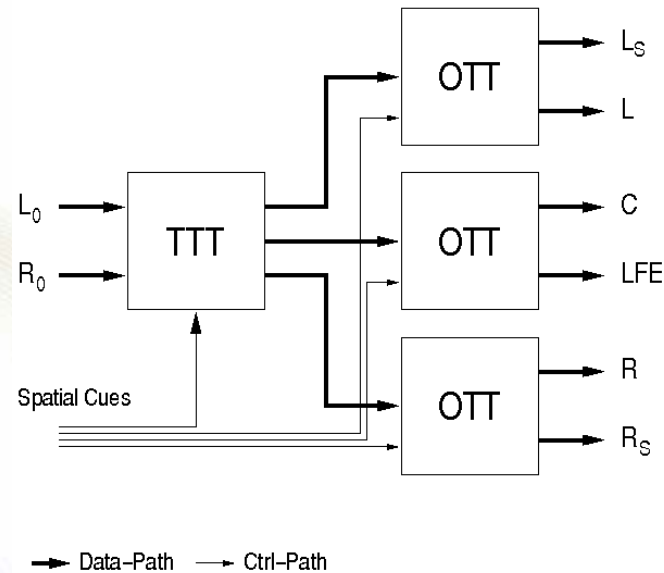 OTT
L_S
L
L_0
R_0
TTT
OTT
C
LFE
Spatial Cues
OTT
R
R_S
Data-Path
Ctrl-Path